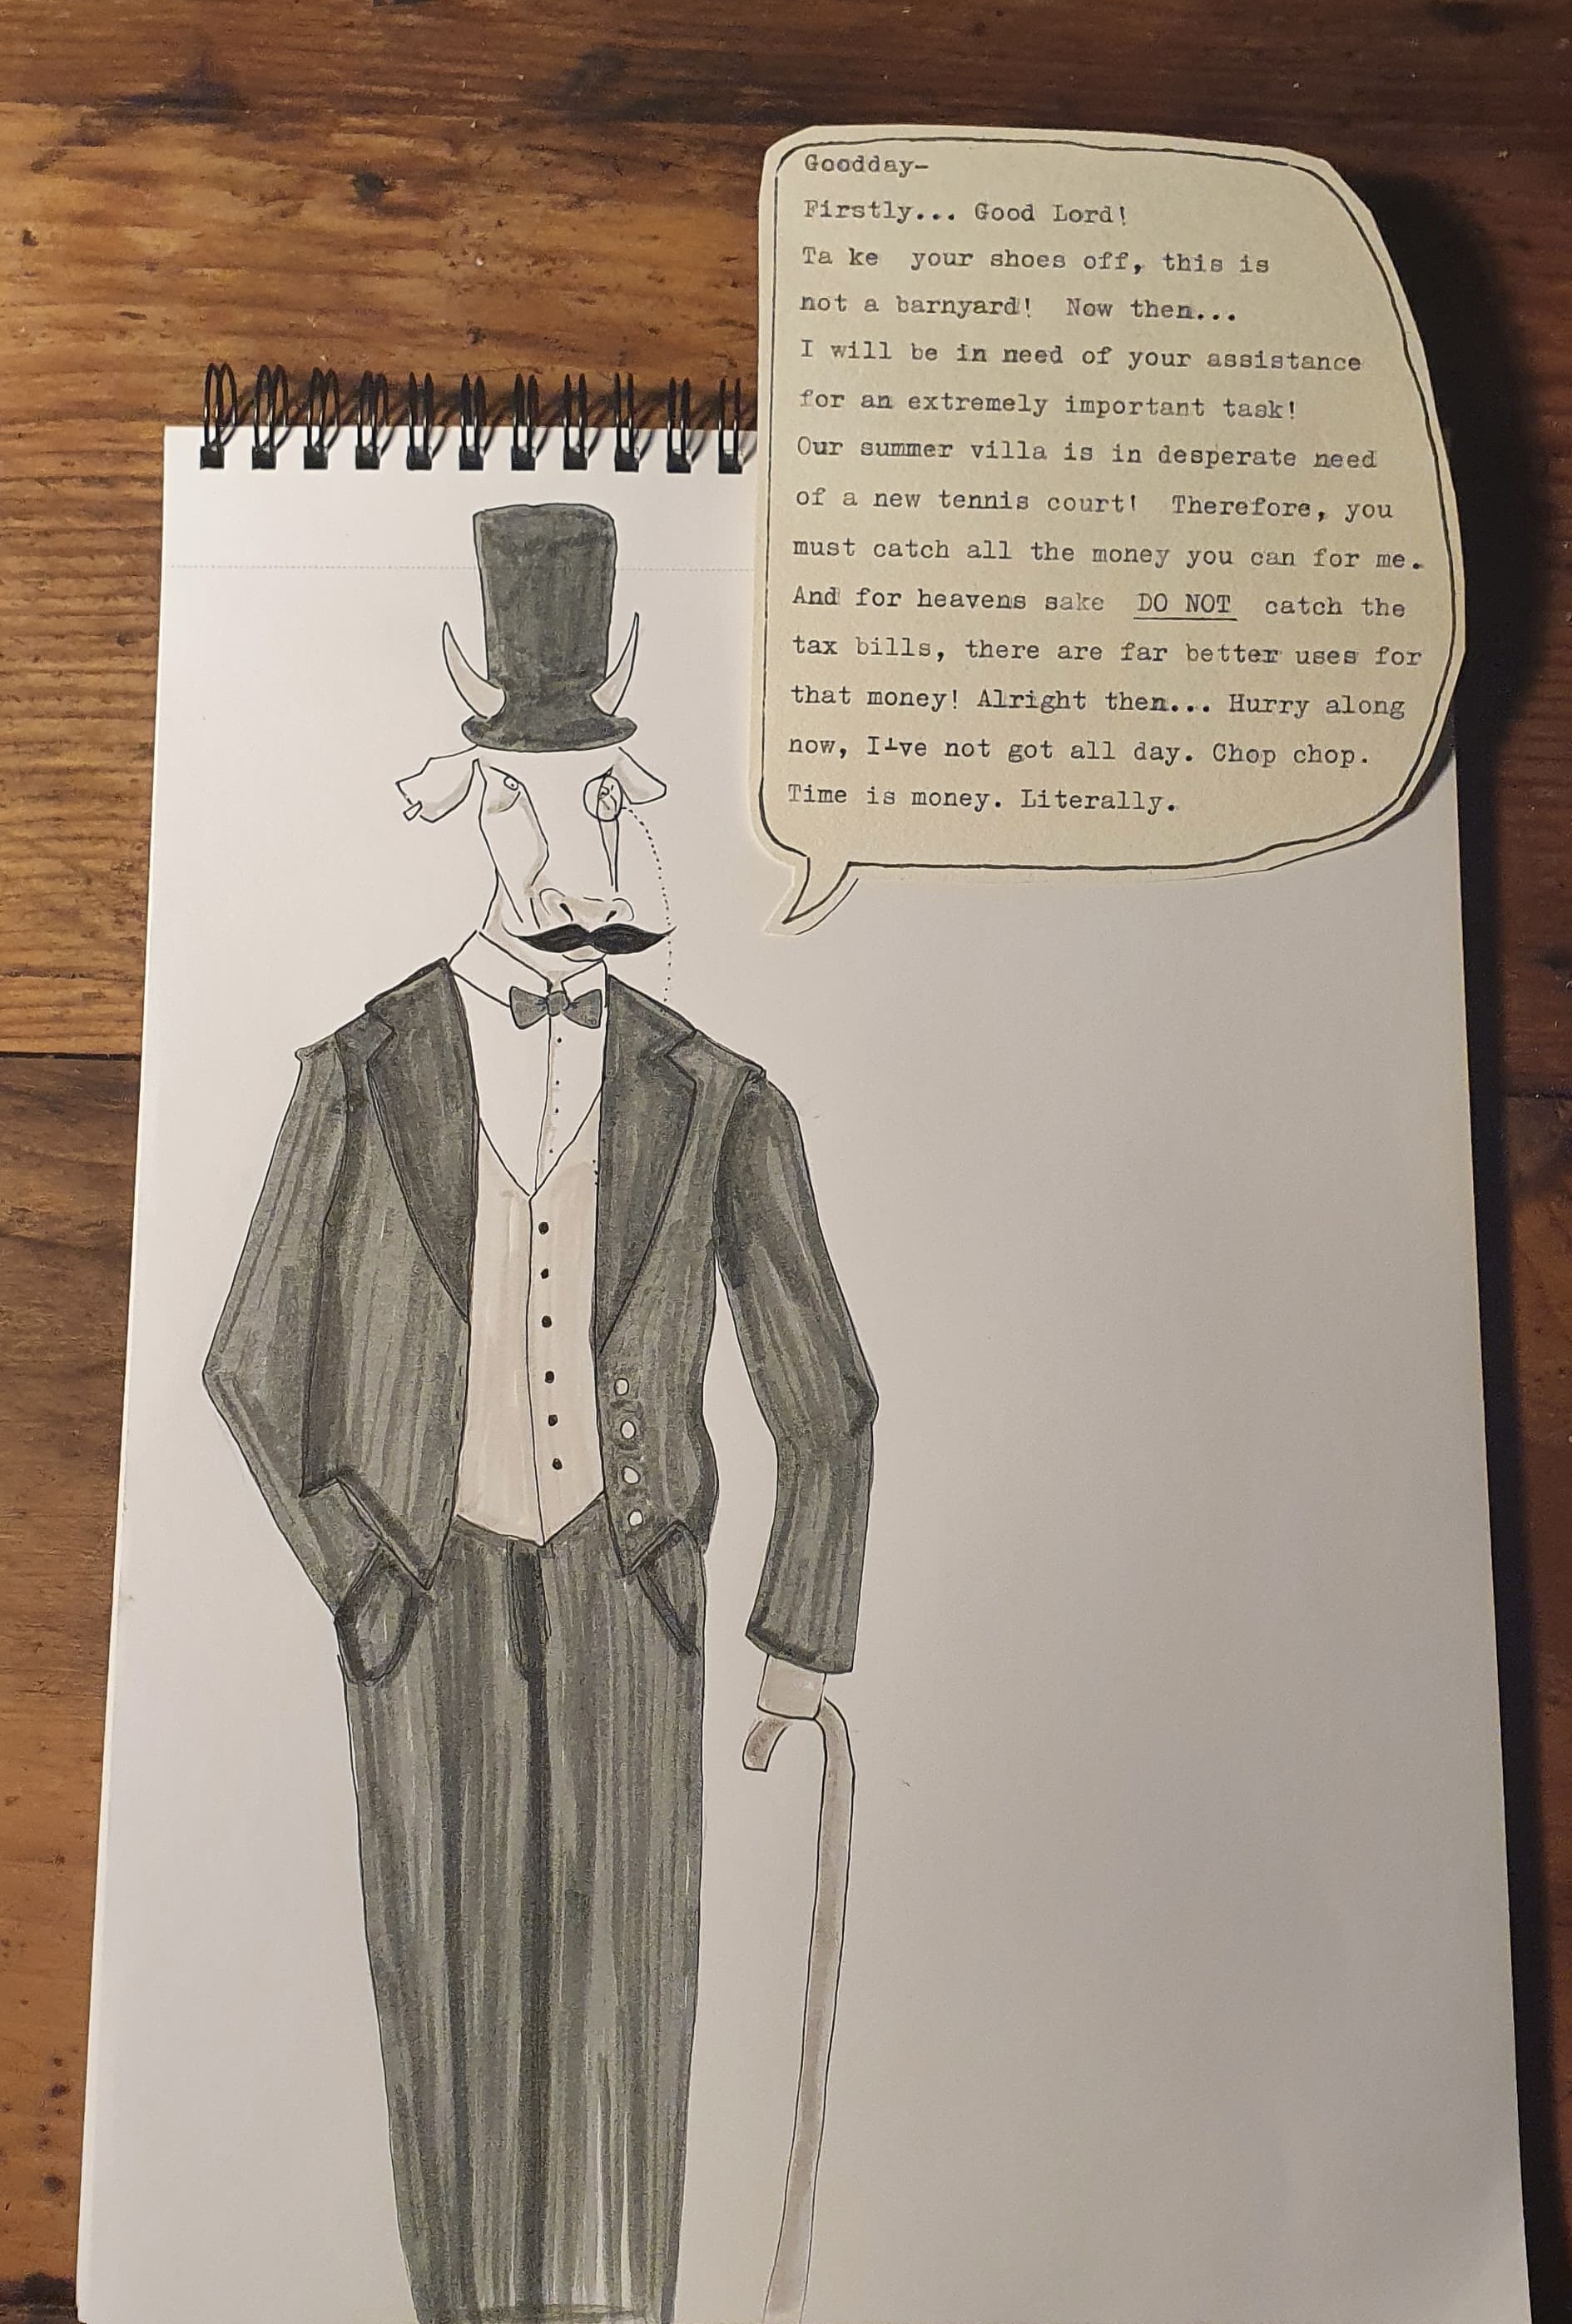 Goodday-
Firstly... Good Lord!
Ta ke  your shoes off, this is
not a barnyard!  Now then...
I will be in need of your assistance
for an extremely important task!
Our summer villa is in desperate need
of a new tennis court!  Therefore, you
must catch all the money you can for me.
And for heavens sake  DO NOT  catch the
tax bills, there are far better uses for
that money! Alright then... Hurry along
now, I've not got all day. Chop chop.
Time is money. Literally.